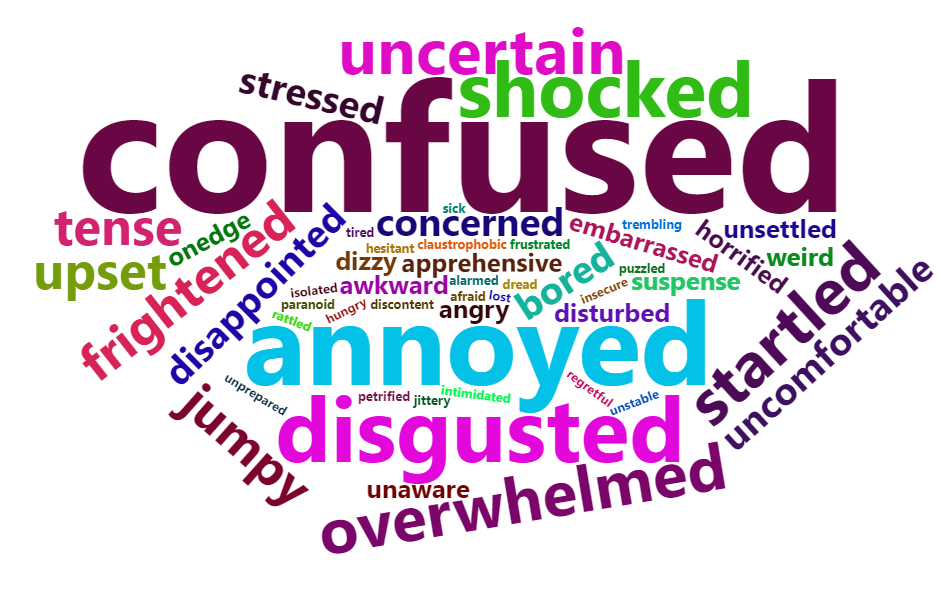 uncertain
shocked
stressed
confused
tense
onedge
upset
frightened
disappointed
tired
sick
concerned
embarrassed
trembling
horrified
unsettled
weird
hesitant
claustrophobic
frustrated
dizzy
apprehensive
bored
puzzled
suspense
isolated
awkward
alarmed
dread
insecure
paranoid
hungry
discontent
afraid
lost
angry
disturbed
rattled
startled
uncomfortable
annoyed
unprepared
petrified
jittery
intimidated
regretful
unstable
jumpy
disgusted
unaware
overwhelmed